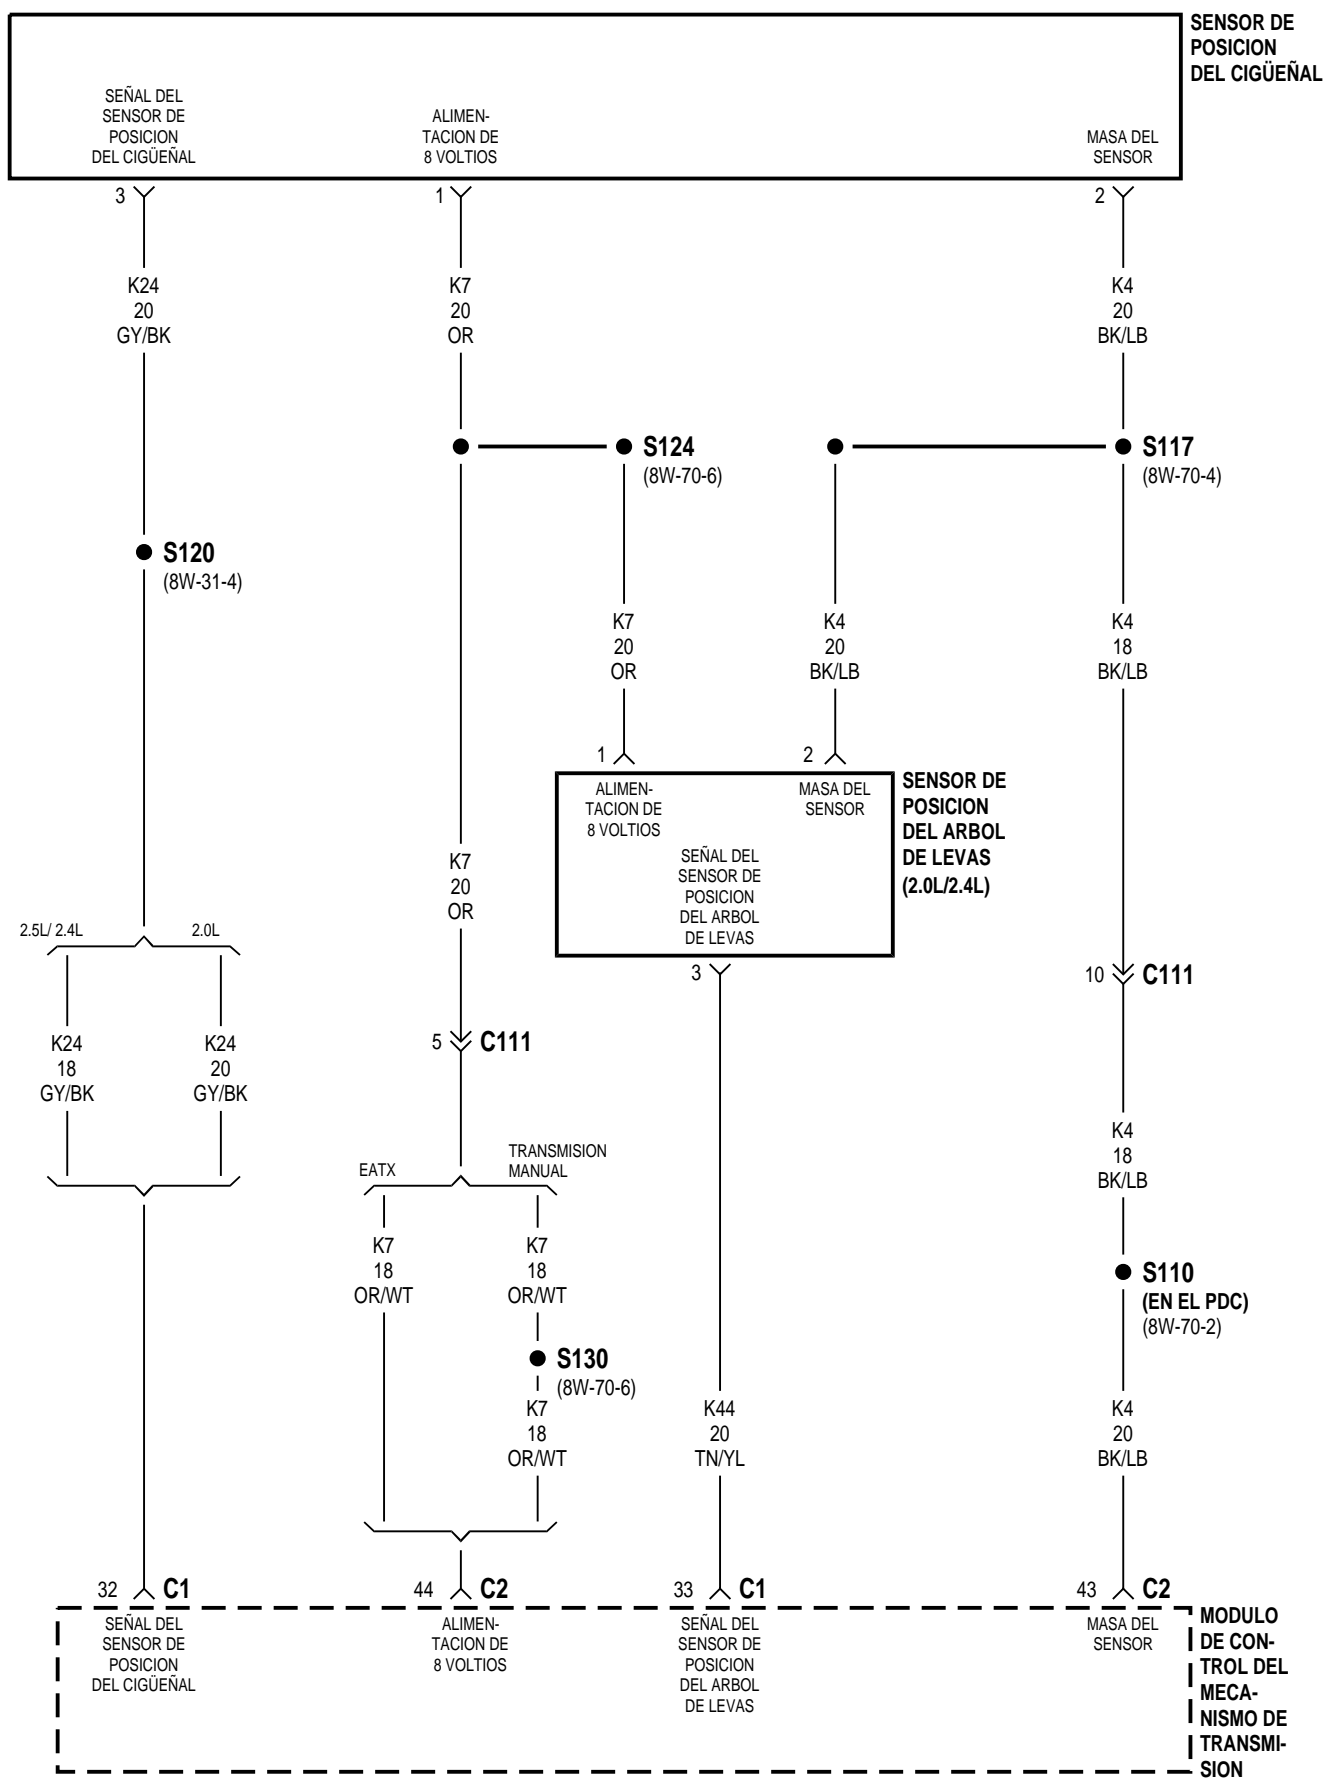 SENSOR DE
POSICION
DEL CIGÜEÑAL
SEÑAL DEL
SENSOR DE
POSICION
DEL CIGÜEÑAL
ALIMEN-
TACION DE
8 VOLTIOS
MASA DEL
SENSOR
3
1
2
K24
20
GY/BK
K7
20
OR
K4
20
BK/LB
S124
(8W-70-6)
S117
(8W-70-4)
S120
(8W-31-4)
K7
20
OR
K4
20
BK/LB
K4
18
BK/LB
1
2
ALIMEN-
TACION DE
8 VOLTIOS
MASA DEL
SENSOR
SEÑAL DEL
SENSOR DE
POSICION
DEL ARBOL
DE LEVAS
SENSOR DE
POSICION
DEL ARBOL
DE LEVAS
(2.0L/2.4L)
K7
20
OR
2.5L/ 2.4L
2.0L
3
10
C111
K24
18
GY/BK
K24
20
GY/BK
5
C111
K4
18
BK/LB
EATX
TRANSMISION
MANUAL
K7
18
OR/WT
K7
18
OR/WT
S110
(EN EL PDC)
(8W-70-2)
S130
(8W-70-6)
K7
18
OR/WT
K44
20
TN/YL
K4
20
BK/LB
32
C1
44
C2
33
C1
43
C2
SEÑAL DEL
SENSOR DE
POSICION
DEL CIGÜEÑAL
ALIMEN-
TACION DE
8 VOLTIOS
SEÑAL DEL
SENSOR DE
POSICION
DEL ARBOL
DE LEVAS
MASA DEL
SENSOR
MODULO
DE CON-
TROL DEL
MECA-
NISMO DE
TRANSMI-
SION